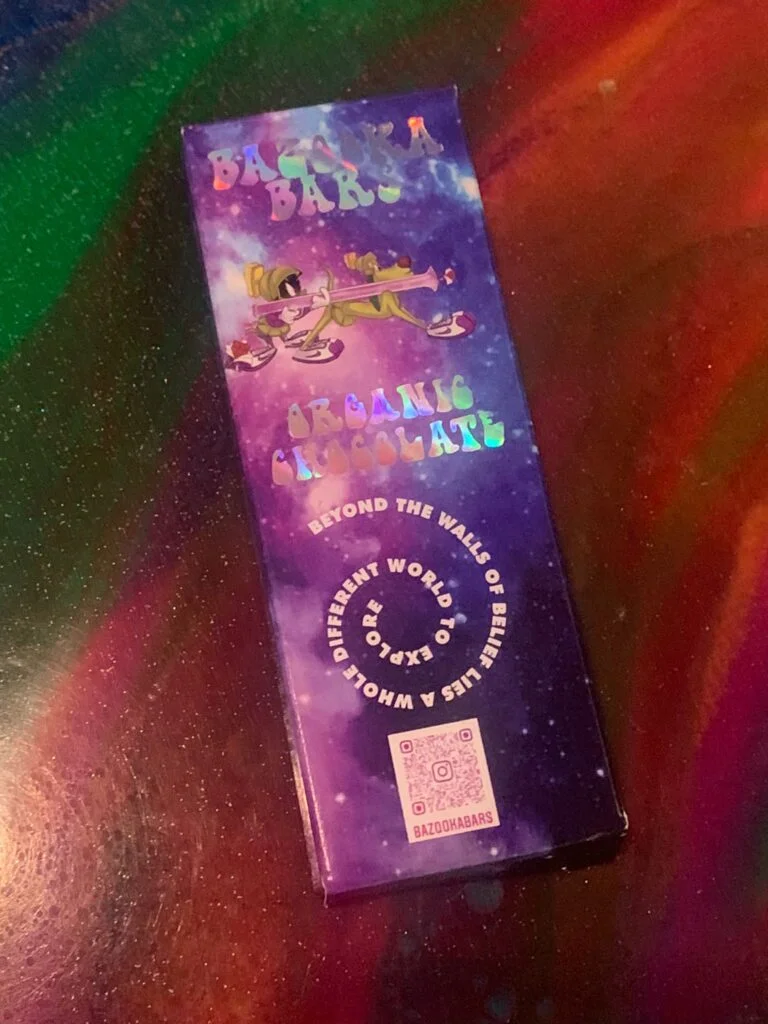 BAZOOKA
BARS
ORGANIC
CHOCOLATE
BEYOND THE WALLS OF BELIEF LIES A WHOLE DIFFERENT WORLD TO EXPLORE
BAZOOKABARS